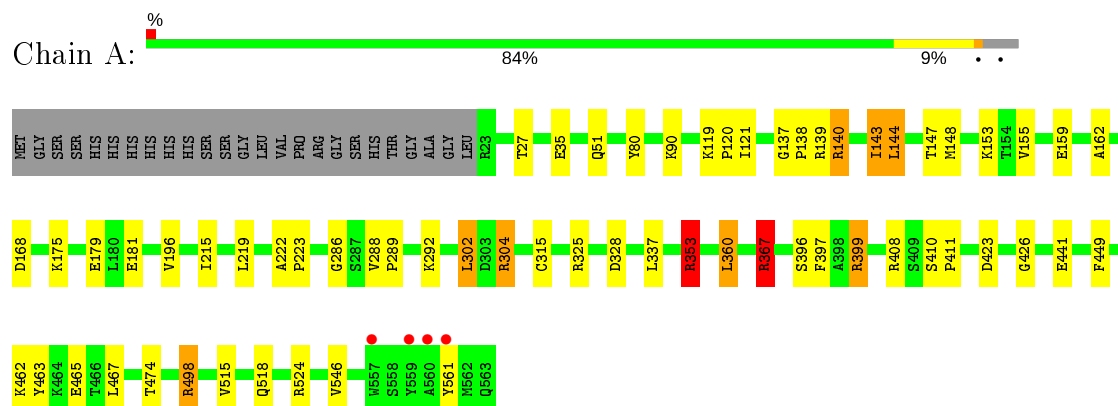 %
Chain A:
84% 9% • •
MET GLY SER SER HIS HIS HIS HIS HIS HIS SER SER GLY LEU VAL PRO ARG GLY SER HIS THR GLY ALA GLY LEU R23 T27 E35 Q51 Y80 K90 K119 P120 I121 G137 P138 R139 R140 I143 L144 T147 M148 K153 T154 V155 E159 A162
D168 K175 E179 L180 E181 V196 I215 L219 A222 P223 G286 S287 V288 P289 K292 L302 D303 R304 C315 R325 D328 L337 R353 L360 R367 S396 F397 A398 R399 R408 S409 S410 P411 D423 G426 E441 F449
K462 Y463 K464 E465 T466 L467 T474 R498 V515 Q518 R524 V546 W557 S558 Y559 A560 Y561 M562 Q563